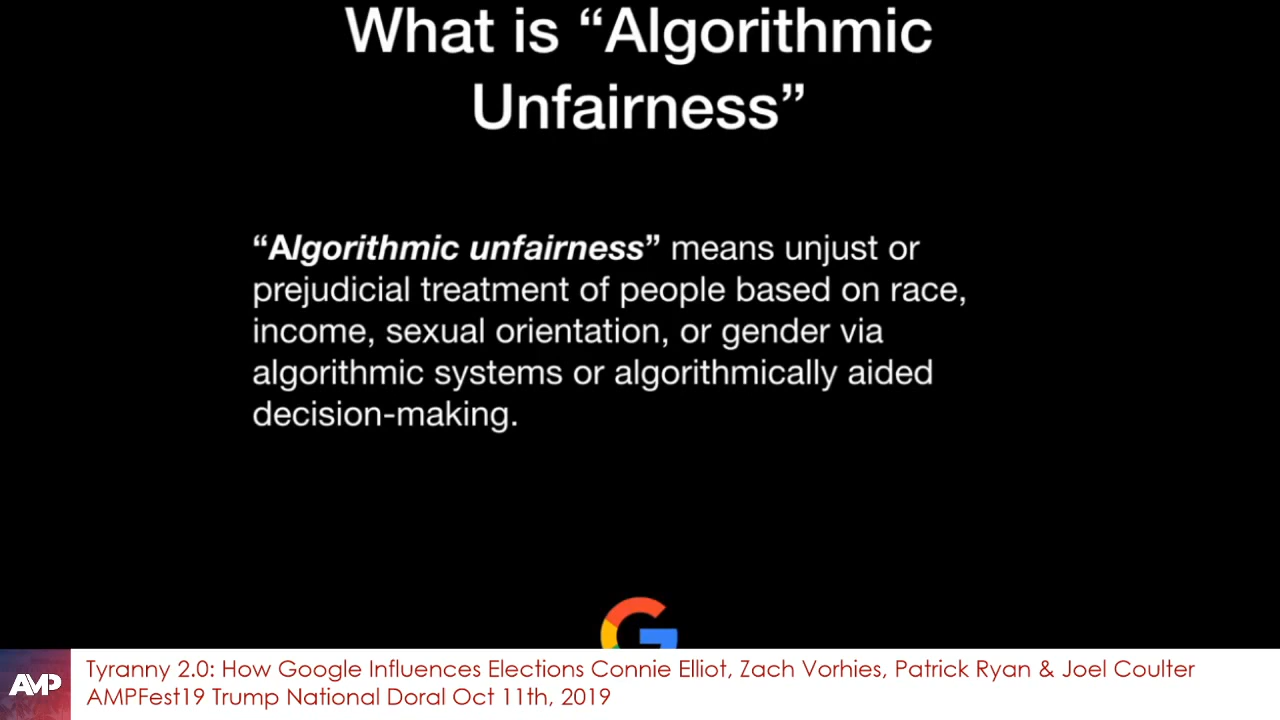 What is “Algorithmic
Unfairness”
“Algorithmic unfairness” means unjust or
prejudicial treatment of people based on race,
income, sexual orientation, or gender via
algorithmic systems or algorithmically aided
decision-making.
G
AMP
Tyranny 2.0: How Google Influences Elections Connie Elliot, Zach Vorhies, Patrick Ryan & Joel Coulter
AMPFest19 Trump National Doral Oct 11th, 2019